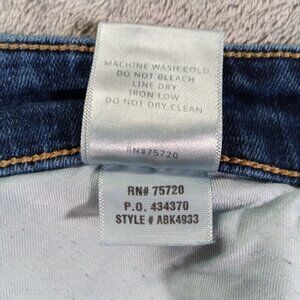 MACHINE WASH COLD
DO NOT BLEACH
LINE DRY
IRON LOW
DO NOT DRY CLEAN
RN#75720
RN# 75720
P.O. 434370
STYLE # ABK4933